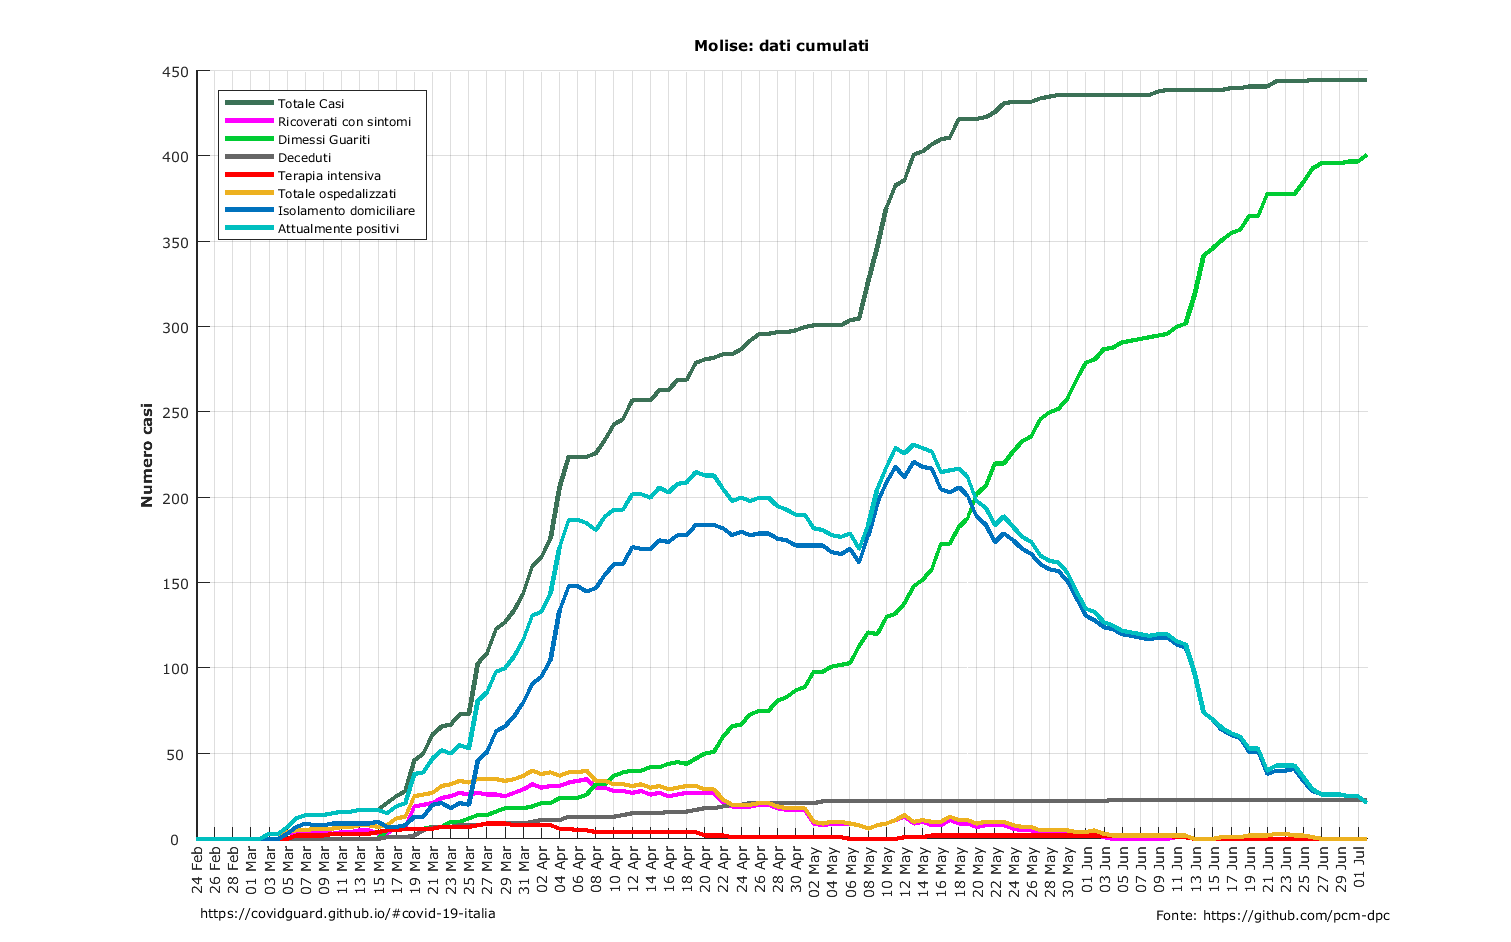 Molise: dati cumulati
Numero casi
450
400
350
300
250
200
150
100
50
0
Totale Casi
Ricoverati con sintomi
Dimessi Guariti
Deceduti
Terapia intensiva
Totale ospedalizzati
Isolamento domiciliare
Attualmente positivi
24 Feb
26 Feb
28 Feb
01 Mar
03 Mar
05 Mar
07 Mar
09 Mar
11 Mar
13 Mar
15 Mar
17 Mar
19 Mar
21 Mar
23 Mar
25 Mar
27 Mar
29 Mar
31 Mar
02 Apr
04 Apr
06 Apr
08 Apr
10 Apr
12 Apr
14 Apr
16 Apr
18 Apr
20 Apr
22 Apr
24 Apr
26 Apr
28 Apr
30 Apr
02 May
04 May
06 May
08 May
10 May
12 May
14 May
16 May
18 May
20 May
22 May
24 May
26 May
28 May
30 May
01 Jun
03 Jun
05 Jun
07 Jun
09 Jun
11 Jun
13 Jun
15 Jun
17 Jun
19 Jun
21 Jun
23 Jun
25 Jun
27 Jun
29 Jun
01 Jul
https://covidguard.github.io/#covid-19-italia
Fonte: https://github.com/pcm-dpc